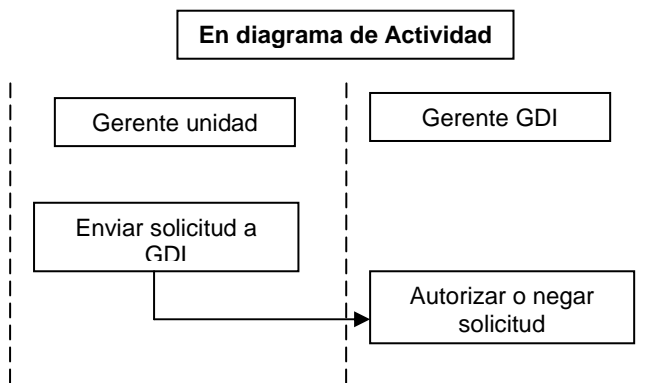 En diagrama de Actividad
Gerente unidad
Gerente GDI
Enviar solicitud a
GDI
Autorizar o negar
solicitud